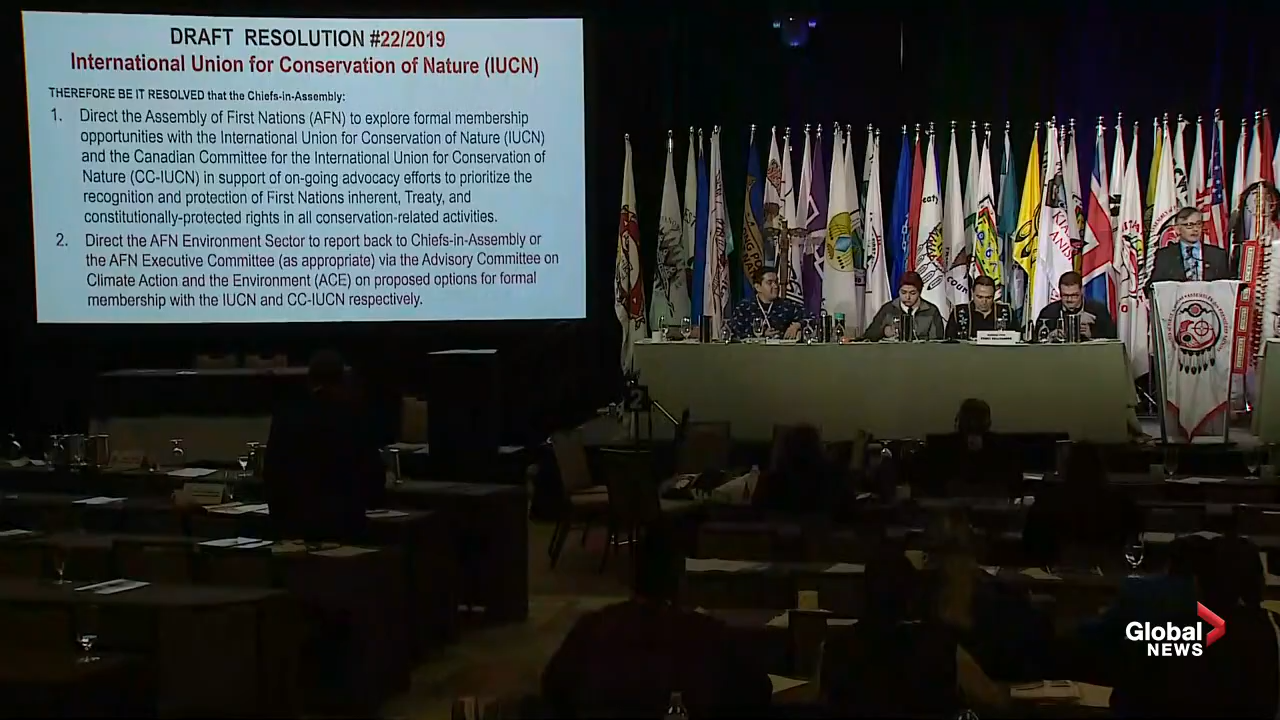 DRAFT RESOLUTION #22/2019
International Union for Conservation of Nature (IUCN)
THEREFORE BE IT RESOLVED that the Chiefs-in-Assembly:
1. Direct the Assembly of First Nations (AFN) to explore formal membership
opportunities with the International Union for Conservation of Nature (IUCN)
and the Canadian Committee for the International Union for Conservation of
Nature (CC-IUCN) in support of on-going advocacy efforts to prioritize the
recognition and protection of First Nations inherent, Treaty, and
constitutionally-protected rights in all conservation-related activities.
2. Direct the AFN Environment Sector to report back to Chiefs-in-Assembly or
the AFN Executive Committee (as appropriate) via the Advisory Committee on
Climate Action and the Environment (ACE) on proposed options for formal
membership with the IUCN and CC-IUCN respectively.
2
Global
NEWS